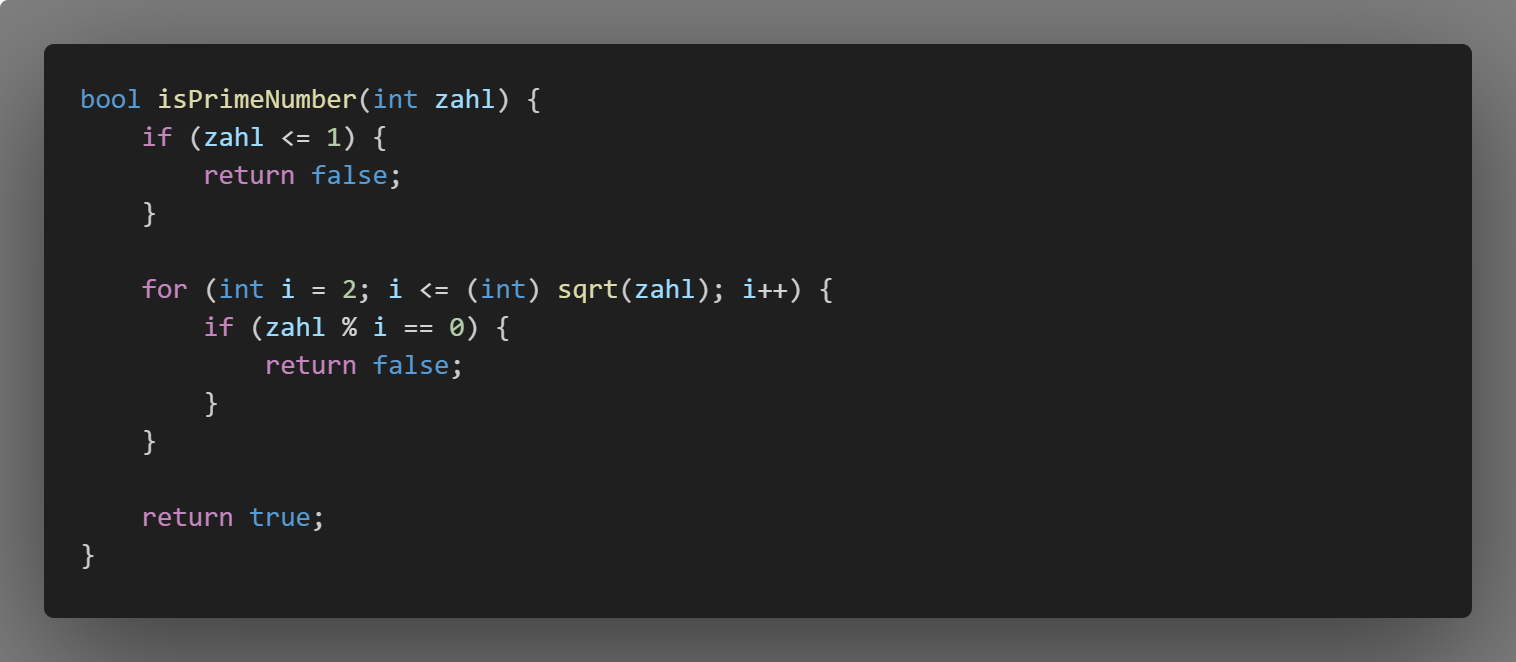 bool isPrimeNumber(int zahl) {
    if (zahl <= 1) {
        return false;
    }

    for (int i = 2; i <= (int) sqrt(zahl); i++) {
        if (zahl % i == 0) {
            return false;
        }
    }

    return true;
}